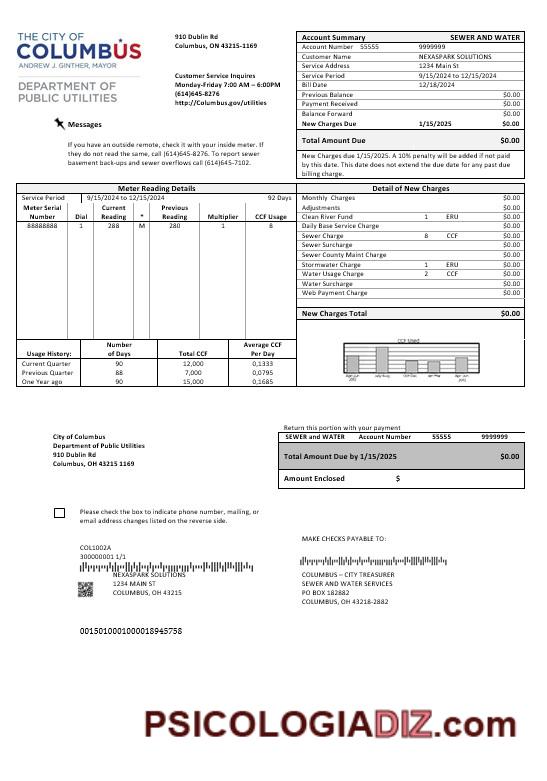 THE CITY OF
COLUMBUS
ANDREW J. GINTHER, MAYOR
DEPARTMENT OF
PUBLIC UTILITIES
910 Dublin Rd
Columbus, ON 43215-1169
Customer Service Inquires
Monday-Friday 7:00 AM – 6:00PM
(614)645-8276
http://Columbus.gov/utilities
Messages
If you have an outside remote, check it with your inside meter. If
they do not read the same, call (614)645-8276. To report sewer
basement back-ups and sewer overflows call (614)645-7102.
Account Summary SEWER AND WATER
Account Number 55555 9999999
Customer Name NEXASPARK SOLUTIONS
Service Address 1234 Main St
Service Period 9/15/2024 to 12/15/2024
Bill Date 12/18/2024
Previous Balance $0.00
Payment Received $0.00
Balance Forward $0.00
New Charges Due 1/15/2025 $0.00
Total Amount Due $0.00
New Charges due 1/15/2025. A 10% penalty will be added if not paid
by this date. This date does not extend the due date for any past due
billing charge.
Meter Reading Details
Service Period 9/15/2024 to 12/15/2024 92 Days
Meter Serial Number Dial Current Reading * Previous Reading Multiplier CCF Usage
88888888 1 288 M 280 1 8
Usage History: Number of Days Total CCF Average CCF Per Day
Current Quarter 90 12,000 0,1333
Previous Quarter 88 7,000 0,0795
One Year ago 90 15,000 0,1685
Detail of New Charges
Monthly Charges $0.00
Adjustments $0.00
Clean River Fund 1 ERU $0.00
Daily Base Service Charge $0.00
Sewer Charge 8 CCF $0.00
Sewer Surcharge $0.00
Sewer County Maint Charge $0.00
Stormwater Charge 1 ERU $0.00
Water Usage Charge 2 CCF $0.00
Water Surcharge $0.00
Web Payment Charge $0.00
New Charges Total $0.00
CCF Used
City of Columbus
Department of Public Utilities
910 Dublin Rd
Columbus, OH 43215 1169
Return this portion with your payment
SEWER and WATER Account Number 55555 9999999
Total Amount Due by 1/15/2025 $0.00
Amount Enclosed $
Please check the box to indicate phone number, mailing, or
email address changes listed on the reverse side.
COL1002A
300000001 1/1
NEXASPARK SOLUTIONS
1234 MAIN ST
COLUMBUS, OH 43215
MAKE CHECKS PAYABLE TO:
COLUMBUS – CITY TREASURER
SEWER AND WATER SERVICES
PO BOX 182882
COLUMBUS, OH 43218-2882
0015010001000018945758
PSICOLOGIADIZ.com